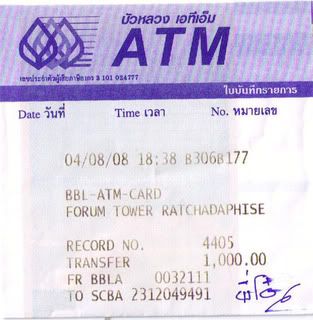 บัวหลวง เอทีเอ็ม
ATM
เลขประจำตัวผู้เสียภาษีอากร 3 101 024777
ใบบันทึกรายการ
Date วันที่ Time เวลา No. หมายเลข
04/08/08 18:38 B306B177
BBL-ATM-CARD
FORUM TOWER RATCHADAPHISE
RECORD NO. 4405
TRANSFER 1,000.00
FR BBLA 0032111
TO SCBA 2312049491